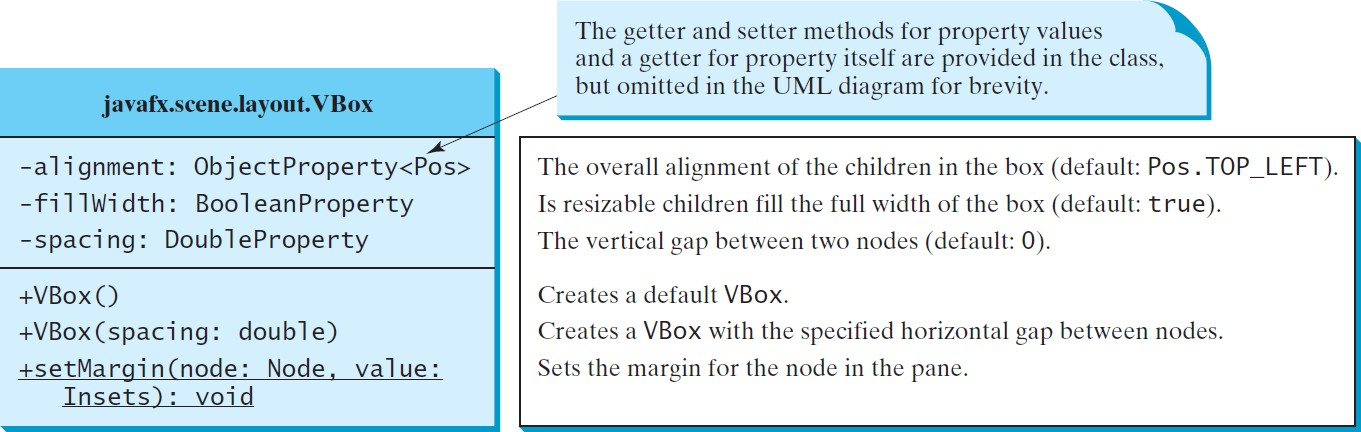 The getter and setter methods for property values
and a getter for property itself are provided in the class,
but omitted in the UML diagram for brevity.
javafx.scene.layout.VBox
-alignment: ObjectProperty<Pos>
-fillWidth: BooleanProperty
-spacing: DoubleProperty
+VBox()
+VBox(spacing: double)
+setMargin(node: Node, value:
Insets): void
The overall alignment of the children in the box (default: Pos.TOP_LEFT).
Is resizable children fill the full width of the box (default: true).
The vertical gap between two nodes (default: 0).
Creates a default VBox.
Creates a VBox with the specified horizontal gap between nodes.
Sets the margin for the node in the pane.